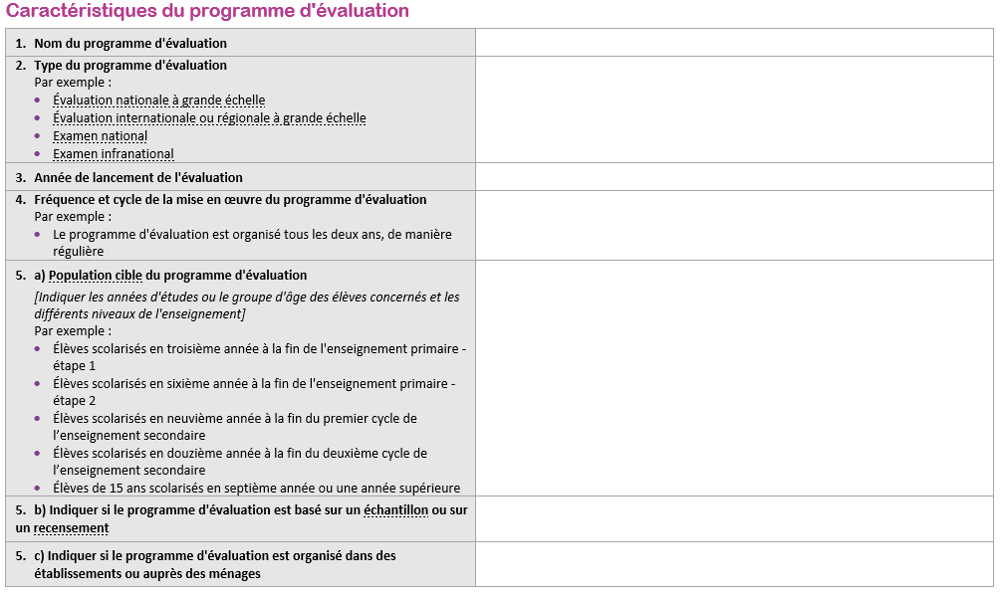 Caractéristiques du programme d'évaluation
1. Nom du programme d'évaluation
2. Type du programme d'évaluation
Par exemple :
• Évaluation nationale à grande échelle
• Évaluation internationale ou régionale à grande échelle
• Examen national
• Examen infranational
3. Année de lancement de l'évaluation
4. Fréquence et cycle de la mise en œuvre du programme d'évaluation
Par exemple :
• Le programme d'évaluation est organisé tous les deux ans, de manière
régulière
5. a) Population cible du programme d'évaluation
[Indiquer les années d'études ou le groupe d'âge des élèves concernés et les
différents niveaux de l'enseignement]
Par exemple :
• Élèves scolarisés en troisième année à la fin de l'enseignement primaire -
étape 1
• Élèves scolarisés en sixième année à la fin de l'enseignement primaire -
étape 2
• Élèves scolarisés en neuvième année à la fin du premier cycle de
l’enseignement secondaire
• Élèves scolarisés en douzième année à la fin du deuxième cycle de
l’enseignement secondaire
• Élèves de 15 ans scolarisés en septième année ou une année supérieure
5. b) Indiquer si le programme d'évaluation est basé sur un échantillon ou sur
un recensement
5. c) Indiquer si le programme d'évaluation est organisé dans des
établissements ou auprès des ménages